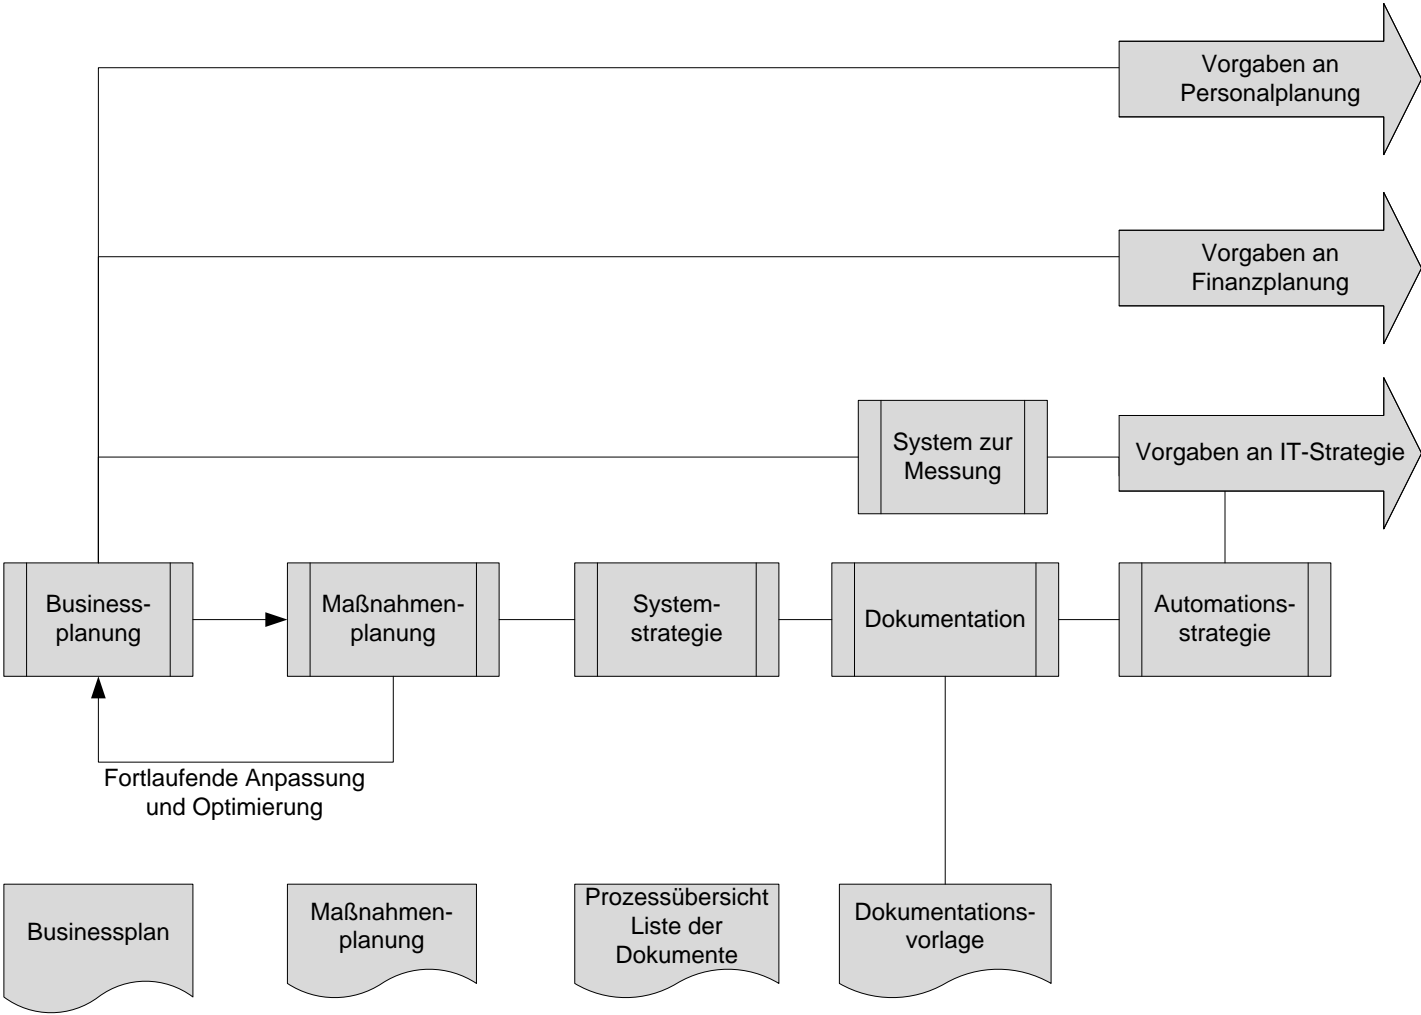 Vorgaben an
Personalplanung
Vorgaben an
Finanzplanung
System zur
Messung
Vorgaben an IT-Strategie
Business-
planung
Maßnahmen-
planung
System-
strategie
Dokumentation
Automations-
strategie
Fortlaufende Anpassung
und Optimierung
Businessplan
Maßnahmen-
planung
Prozessübersicht
Liste der
Dokumente
Dokumentations-
vorlage